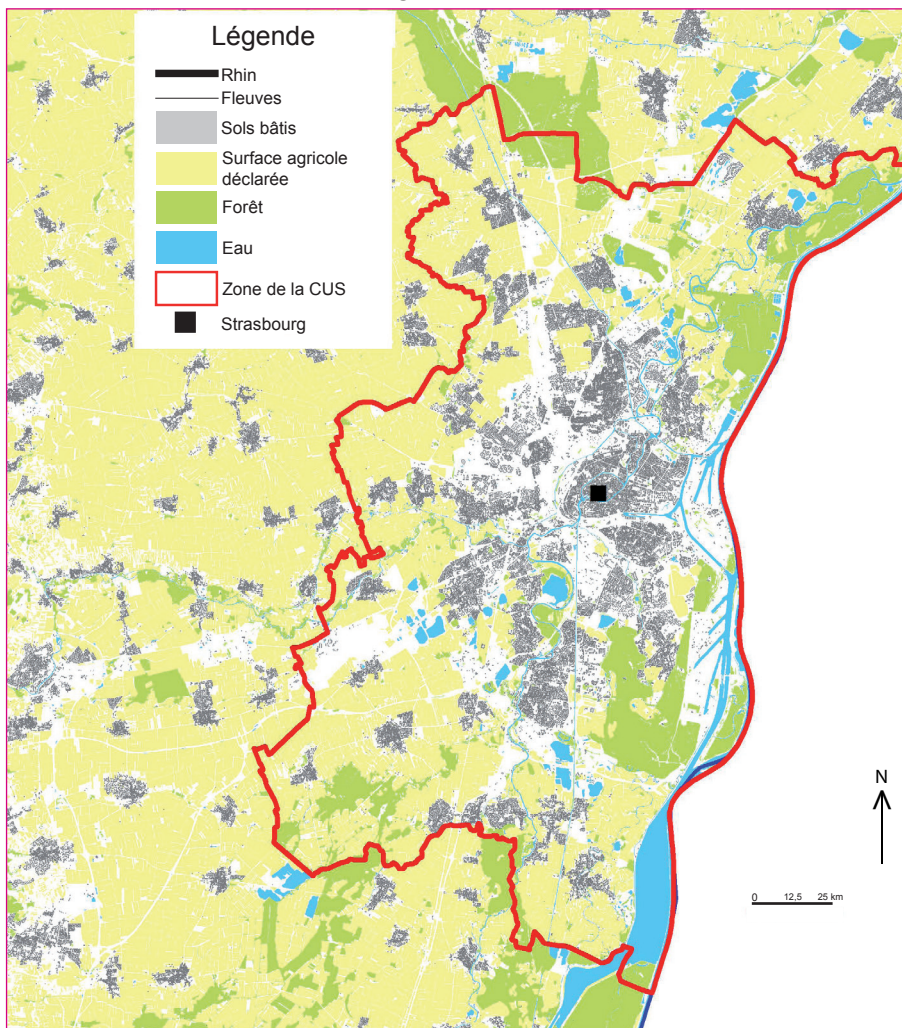 Légende
Rhin
Fleuves
Sols bâtis
Surface agricole
déclarée
Forêt
Eau
Zone de la CUS
Strasbourg
N
0 12,5 25 km